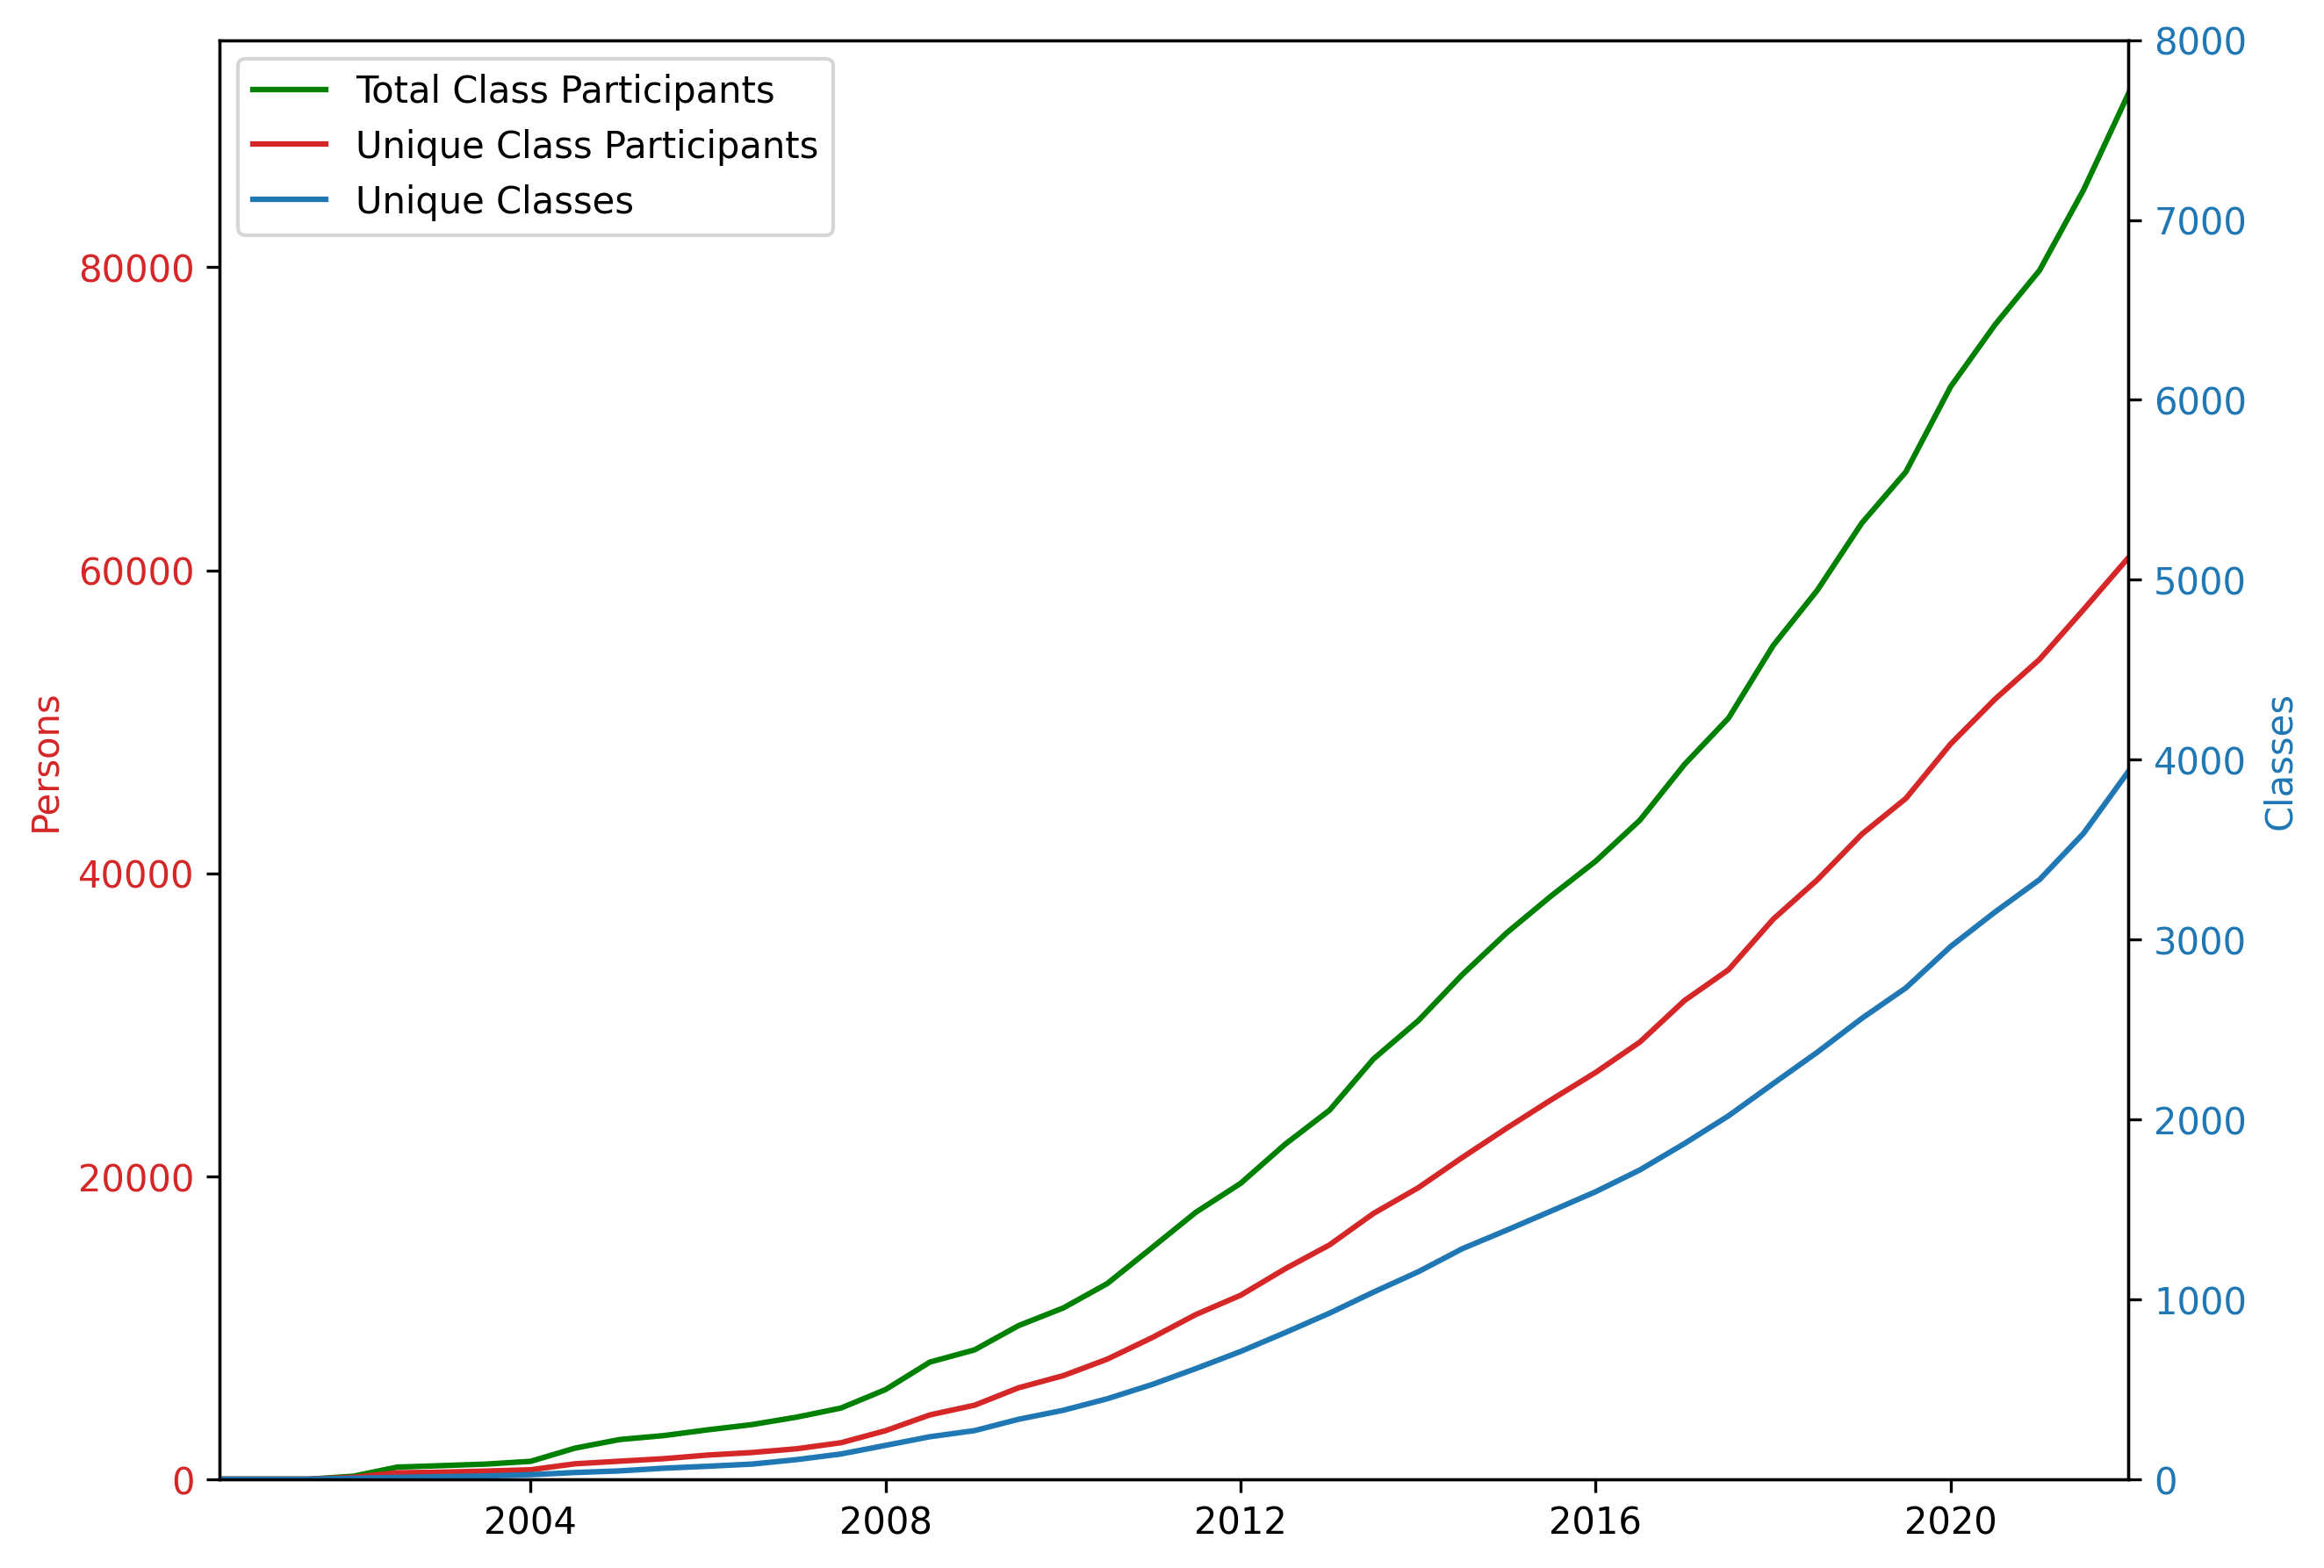 Total Class Participants
Unique Class Participants
Unique Classes
Persons
80000
60000
40000
20000
0
8000
7000
6000
5000
4000
3000
2000
1000
0
Classes
2004 2008 2012 2016 2020